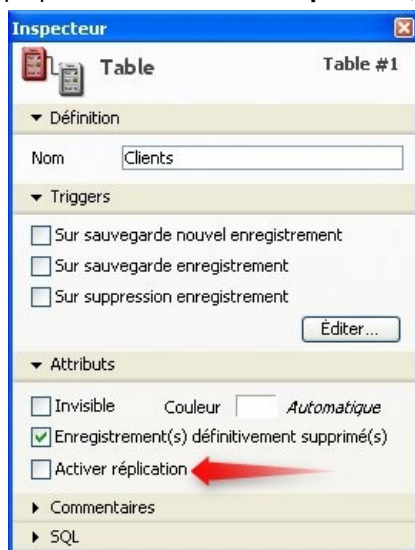 Inspecteur
Table Table #1
Définition
Nom Clients
Triggers
Sur sauvegarde nouvel enregistrement
Sur sauvegarde enregistrement
Sur suppression enregistrement
Éditer...
Attributs
Invisible Couleur Automatique
Enregistrement(s) définitivement supprimé(s)
Activer réplication
Commentaires
SQL